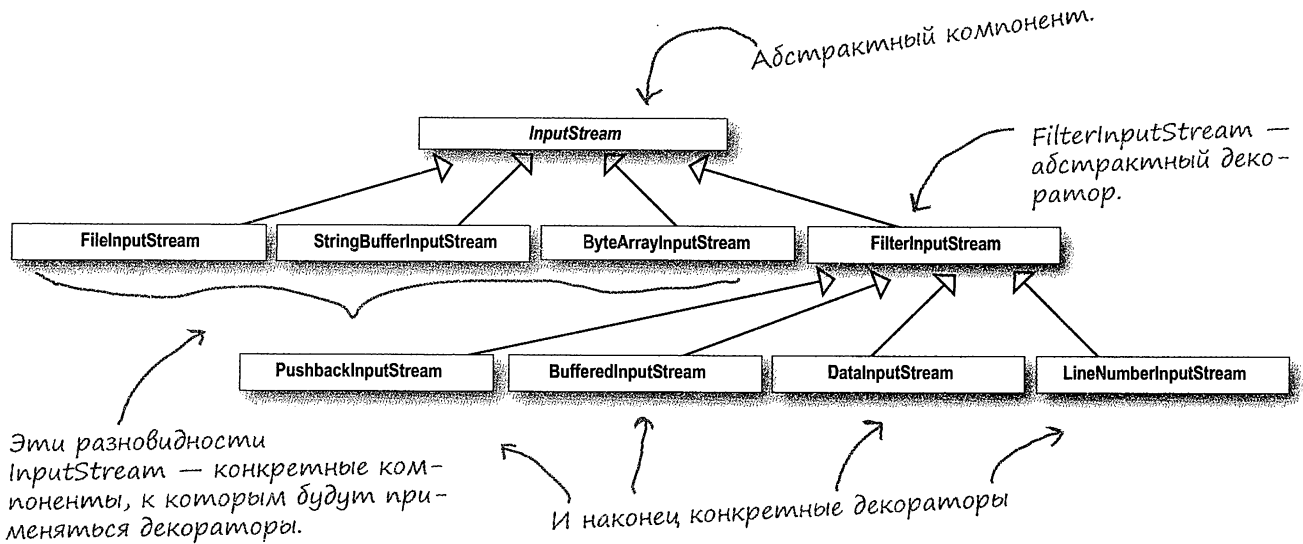 Абстрактный компонент.
InputStream
FilterInputStream —
абстрактный деко-
ратор.
FileInputStream
StringBufferInputStream
ByteArrayInputStream
FilterInputStream
PushbackInputStream
BufferedInputStream
DataInputStream
LineNumberInputStream
Эти разновидности
InputStream — конкретные ком-
поненты, к которым будут при-
меняться декораторы.
И наконец конкретные декораторы